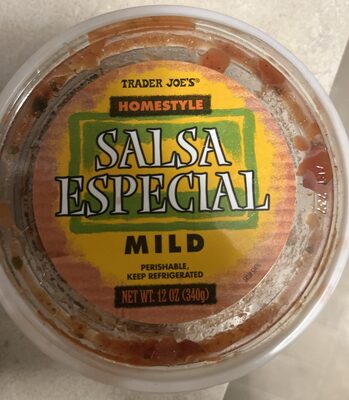 TRADER JOE'S®
HOMESTYLE
SALSA
ESPECIAL
MILD
PERISHABLE,
KEEP REFRIGERATED
NET WT. 12 OZ (340g)